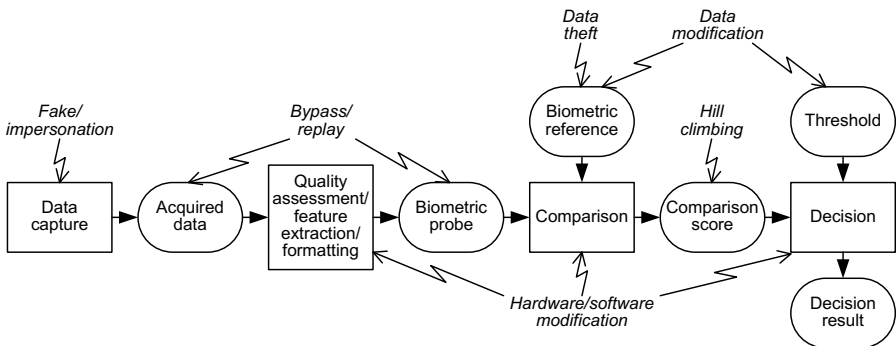 Data
theft
Data
modification
Fake/
impersonation
Bypass/
replay
Biometric
reference
Hill
climbing
Threshold
Data
capture
Acquired
data
Quality
assessment/
feature
extraction/
formatting
Biometric
probe
Comparison
Comparison
score
Decision
Hardware/software
modification
Decision
result